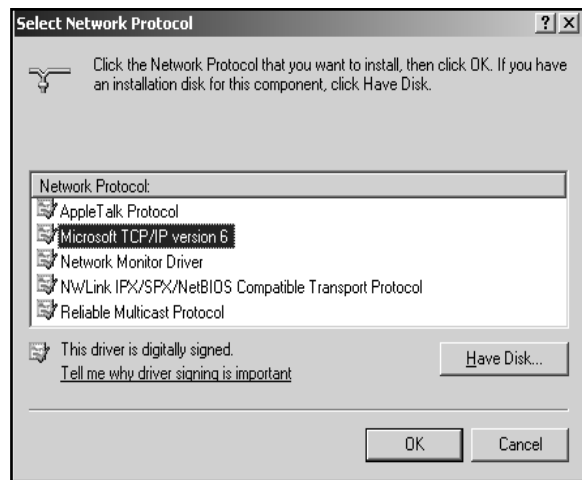 Select Network Protocol
Click the Network Protocol that you want to install, then click OK. If you have
an installation disk for this component, click Have Disk.
Network Protocol:
AppleTalk Protocol
Microsoft TCP/IP version 6
Network Monitor Driver
NWLink IPX/SPX/NetBIOS Compatible Transport Protocol
Reliable Multicast Protocol
This driver is digitally signed.
Tell me why driver signing is important
Have Disk...
OK
Cancel